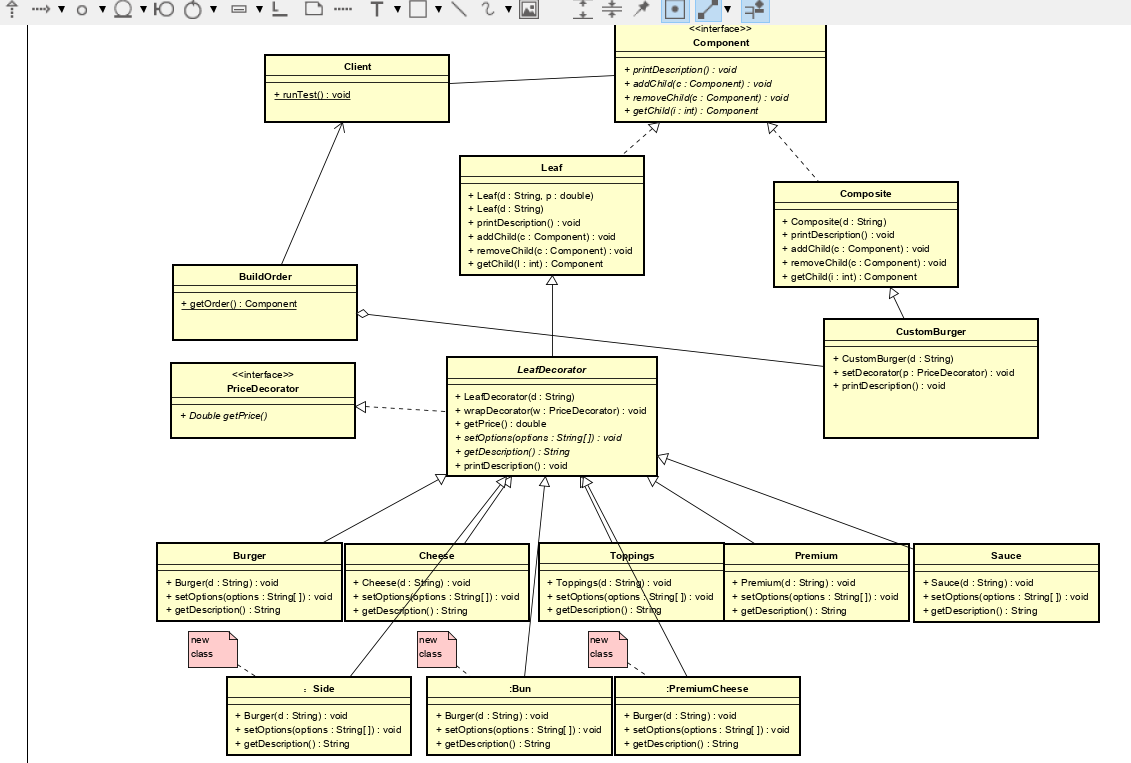 <<interface>>
Component
+ printDescription() : void
+ addChild(c : Component) : void
+ removeChild(c : Component) : void
+ getChild(i : int) : Component
Client
+ runTest() : void
Leaf
+ Leaf(d : String, p : double)
+ Leaf(d : String)
+ printDescription() : void
+ addChild(c : Component) : void
+ removeChild(c : Component) : void
+ getChild(I : int) : Component
Composite
+ Composite(d : String)
+ printDescription() : void
+ addChild(c : Component) : void
+ removeChild(c : Component) : void
+ getChild(i : int) : Component
BuildOrder
+ getOrder() : Component
CustomBurger
+ CustomBurger(d : String)
+ setDecorator(p : PriceDecorator) : void
+ printDescription() : void
<<interface>>
PriceDecorator
+ Double getPrice()
LeafDecorator
+ LeafDecorator(d : String)
+ wrapDecorator(w : PriceDecorator) : void
+ getPrice() : double
+ setOptions(options : String[ ]) : void
+ getDescription() : String
+ printDescription() : void
Burger
+ Burger(d : String) : void
+ setOptions(options : String[ ]) : void
+ getDescription() : String
Cheese
+ Cheese(d : String) : void
+ setOptions(options : String[ ]) : void
+ getDescription() : String
Toppings
+ Toppings(d : String) : void
+ setOptions(options : String[ ]) : void
+ getDescription() : String
Premium
+ Premium(d : String) : void
+ setOptions(options : String[ ]) : void
+ getDescription() : String
Sauce
+ Sauce(d : String) : void
+ setOptions(options : String[ ]) : void
+ getDescription() : String
new
class
new
class
new
class
: Side
+ Burger(d : String) : void
+ setOptions(options : String[ ]) : void
+ getDescription() : String
:Bun
+ Burger(d : String) : void
+ setOptions(options : String[ ]) : void
+ getDescription() : String
:PremiumCheese
+ Burger(d : String) : void
+ setOptions(options : String[ ]) : void
+ getDescription() : String